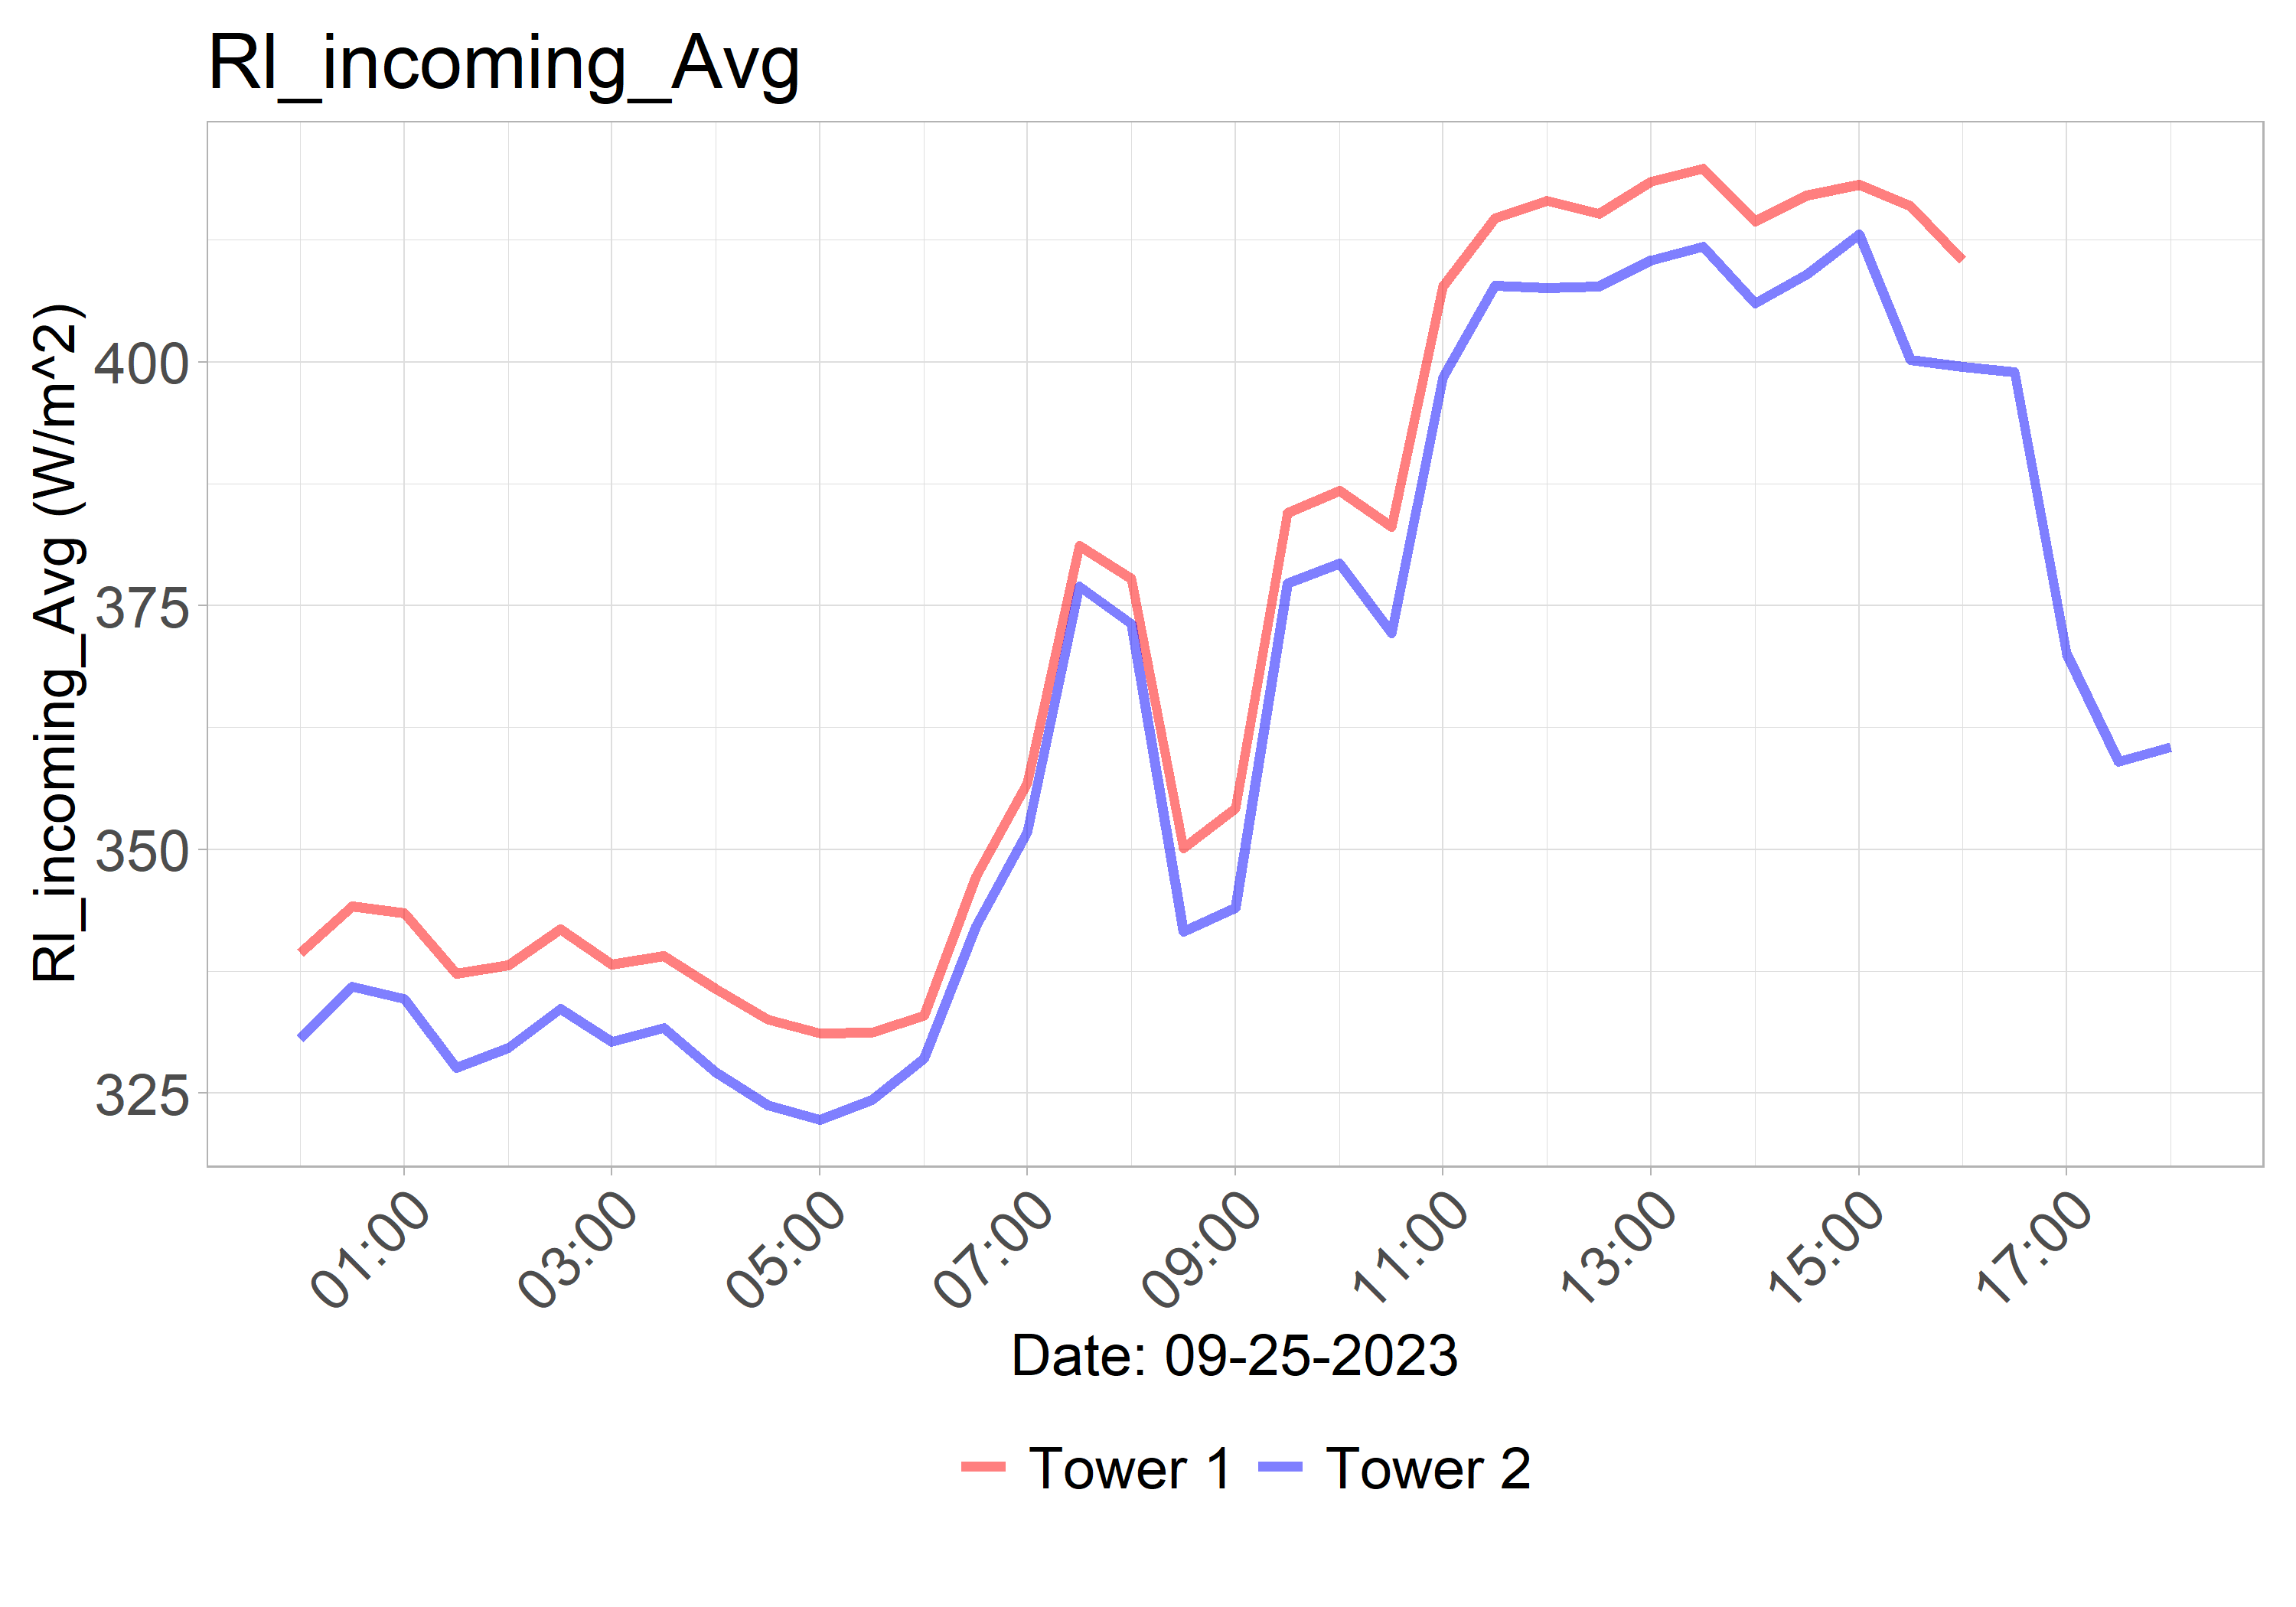 Rl_incoming_Avg
Rl_incoming_Avg (W/m^2)
400
375
350
325
01:00 03:00 05:00 07:00 09:00 11:00 13:00 15:00 17:00
Date: 09-25-2023
Tower 1 Tower 2